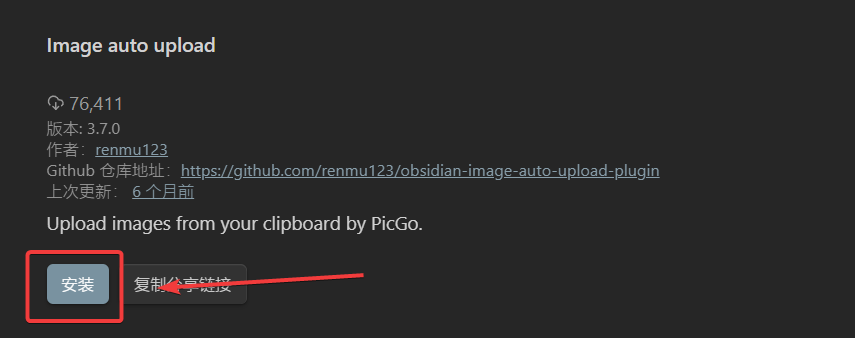 Image auto upload
76,411
版本: 3.7.0
作者：renmu123
Github 仓库地址：https://github.com/renmu123/obsidian-image-auto-upload-plugin
上次更新： 6 个月前
Upload images from your clipboard by PicGo.
安装 复制分享链接